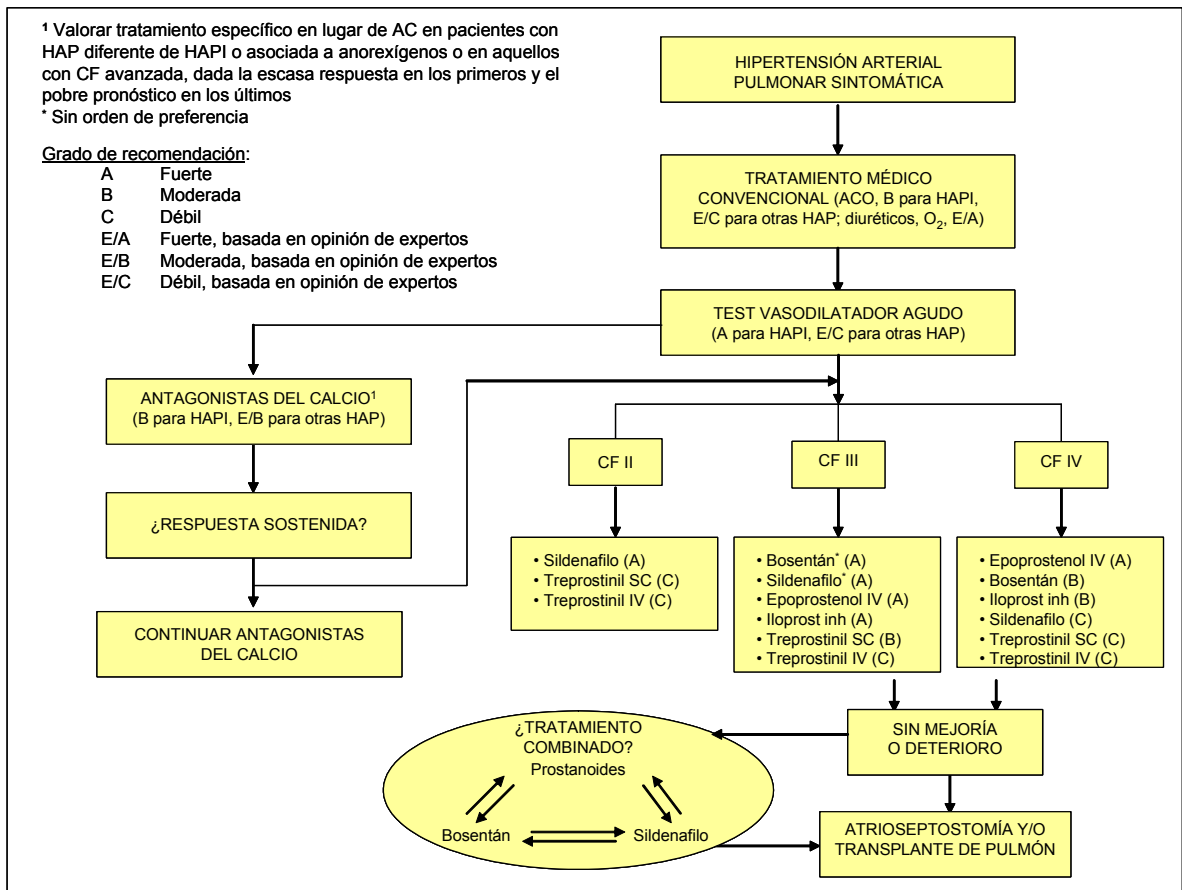 ¹ Valorar tratamiento específico en lugar de AC en pacientes con
HAP diferente de HAPI o asociada a anorexígenos o en aquellos
con CF avanzada, dada la escasa respuesta en los primeros y el
pobre pronóstico en los últimos
* Sin orden de preferencia
Grado de recomendación:
A Fuerte
B Moderada
C Débil
E/A Fuerte, basada en opinión de expertos
E/B Moderada, basada en opinión de expertos
E/C Débil, basada en opinión de expertos
HIPERTENSIÓN ARTERIAL
PULMONAR SINTOMÁTICA
TRATAMIENTO MÉDICO
CONVENCIONAL (ACO, B para HAPI,
E/C para otras HAP; diuréticos, O₂, E/A)
TEST VASODILATADOR AGUDO
(A para HAPI, E/C para otras HAP)
ANTAGONISTAS DEL CALCIO¹
(B para HAPI, E/B para otras HAP)
¿RESPUESTA SOSTENIDA?
CONTINUAR ANTAGONISTAS
DEL CALCIO
CF II
CF III
CF IV
• Sildenafilo (A)
• Treprostinil SC (C)
• Treprostinil IV (C)
• Bosentán* (A)
• Sildenafilo* (A)
• Epoprostenol IV (A)
• Iloprost inh (A)
• Treprostinil SC (B)
• Treprostinil IV (C)
• Epoprostenol IV (A)
• Bosentán (B)
• Iloprost inh (B)
• Sildenafilo (C)
• Treprostinil SC (C)
• Treprostinil IV (C)
¿TRATAMIENTO
COMBINADO?
Prostanoides
Bosentán
Sildenafilo
SIN MEJORÍA
O DETERIORO
ATRIOSEPTOSTOMÍA Y/O
TRANSPLANTE DE PULMÓN